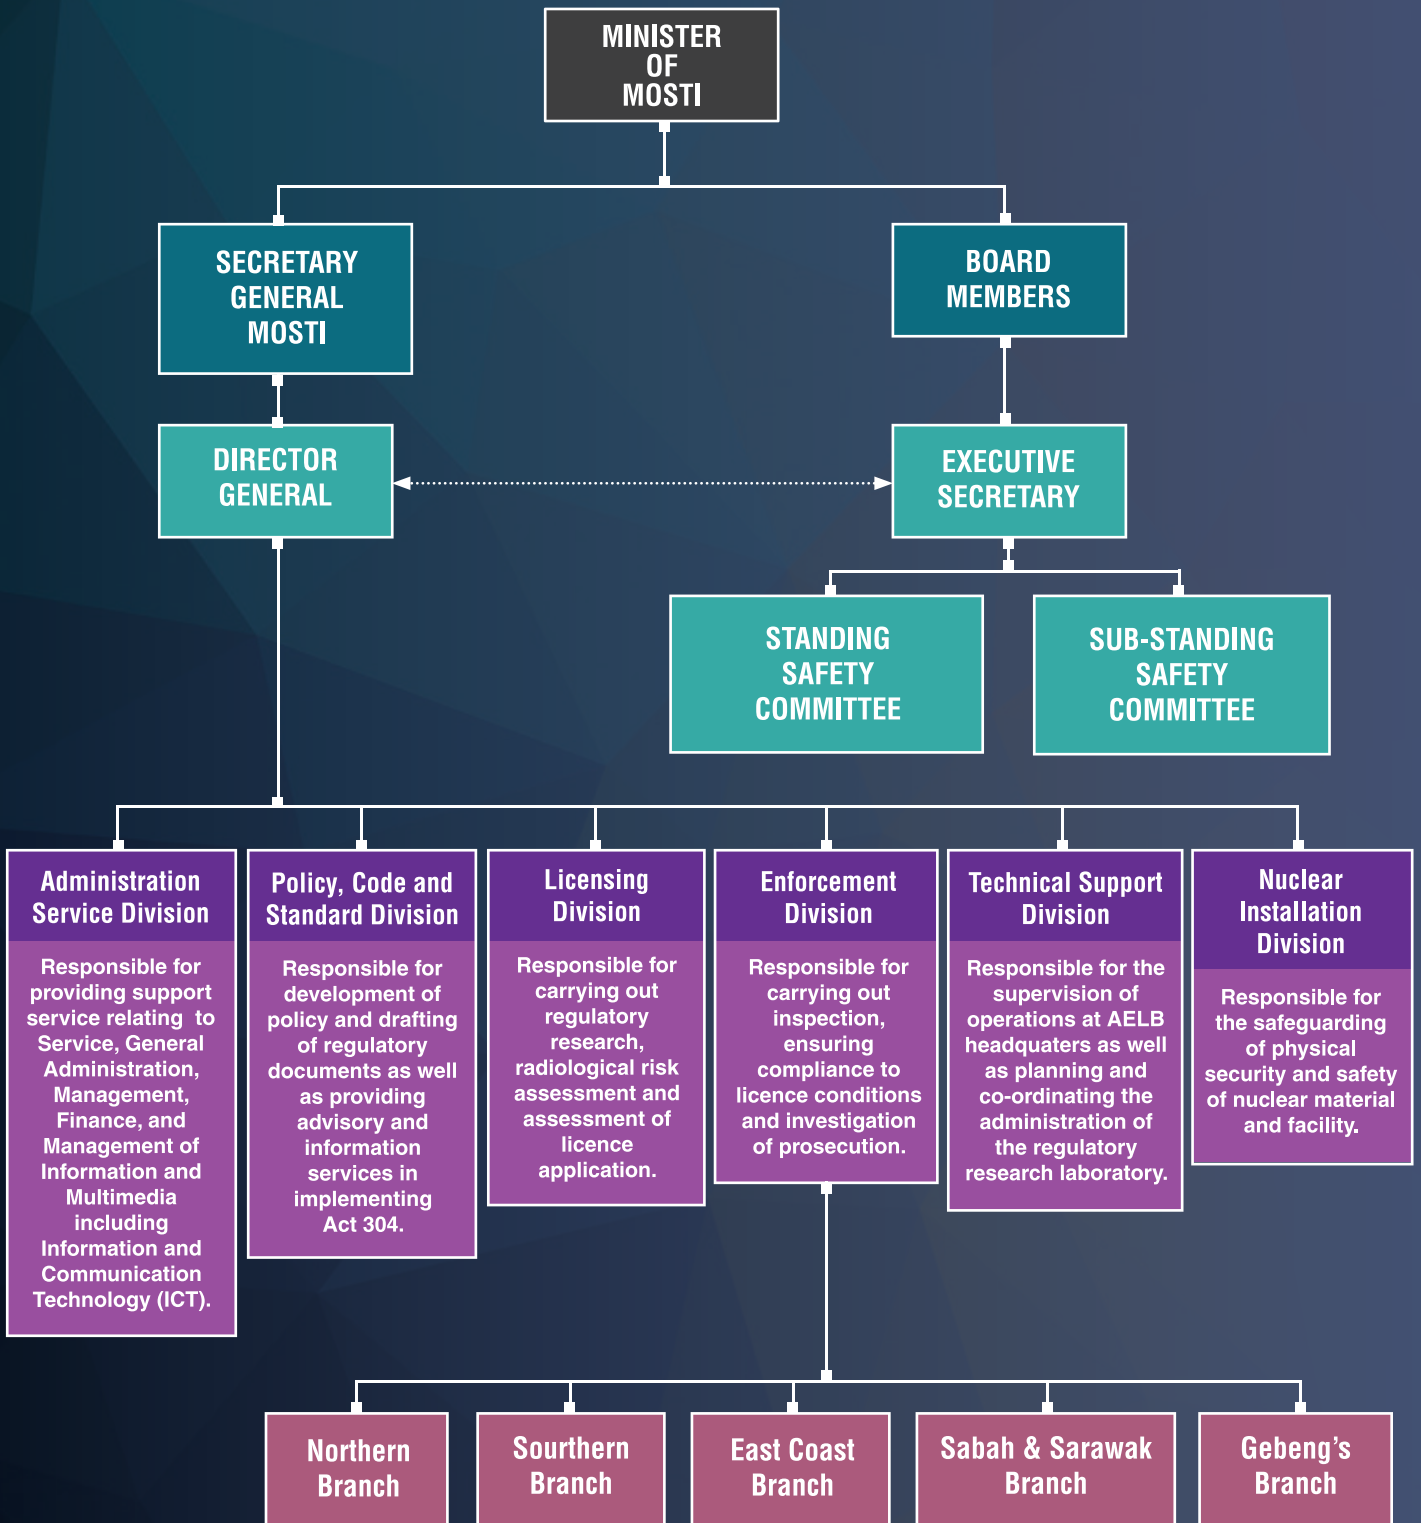 MINISTER
OF
MOSTI
SECRETARY
GENERAL
MOSTI
BOARD
MEMBERS
DIRECTOR
GENERAL
EXECUTIVE
SECRETARY
STANDING
SAFETY
COMMITTEE
SUB-STANDING
SAFETY
COMMITTEE
Administration
Service Division
Responsible for
providing support
service relating to
Service, General
Administration,
Management,
Finance, and
Management of
Information and
Multimedia
including
Information and
Communication
Technology (ICT).
Policy, Code and
Standard Division
Responsible for
development of
policy and drafting
of regulatory
documents as well
as providing
advisory and
information
services in
implementing
Act 304.
Licensing
Division
Responsible for
carrying out
regulatory
research,
radiological risk
assessment and
assessment of
licence
application.
Enforcement
Division
Responsible for
carrying out
inspection,
ensuring
compliance to
licence conditions
and investigation
of prosecution.
Technical Support
Division
Responsible for the
supervision of
operations at AELB
headquaters as well
as planning and
co-ordinating the
administration of
the regulatory
research laboratory.
Nuclear
Installation
Division
Responsible for
the safeguarding
of physical
security and safety
of nuclear material
and facility.
Northern
Branch
Sourthern
Branch
East Coast
Branch
Sabah & Sarawak
Branch
Gebeng’s
Branch